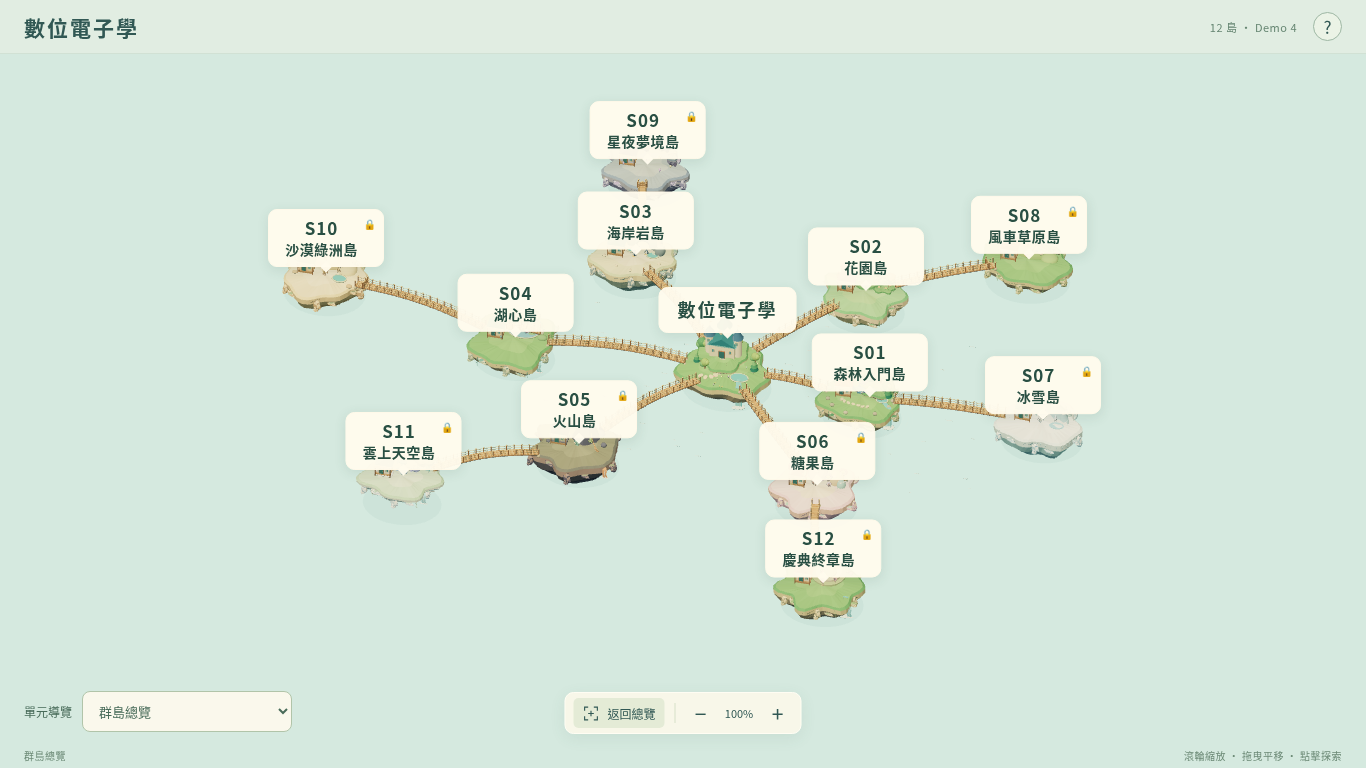 數位電子學
12 島 · Demo 4
?
S09
星夜夢境島
S03
海岸岩島
S10
沙漠綠洲島
S08
風車草原島
S02
花園島
S04
湖心島
數位電子學
S01
森林入門島
S07
冰雪島
S05
火山島
S11
雲上天空島
S06
糖果島
S12
慶典終章島
單元導覽
群島總覽
返回總覽
− 100% +
群島總覽
滾輪縮放 · 拖曳平移 · 點擊探索